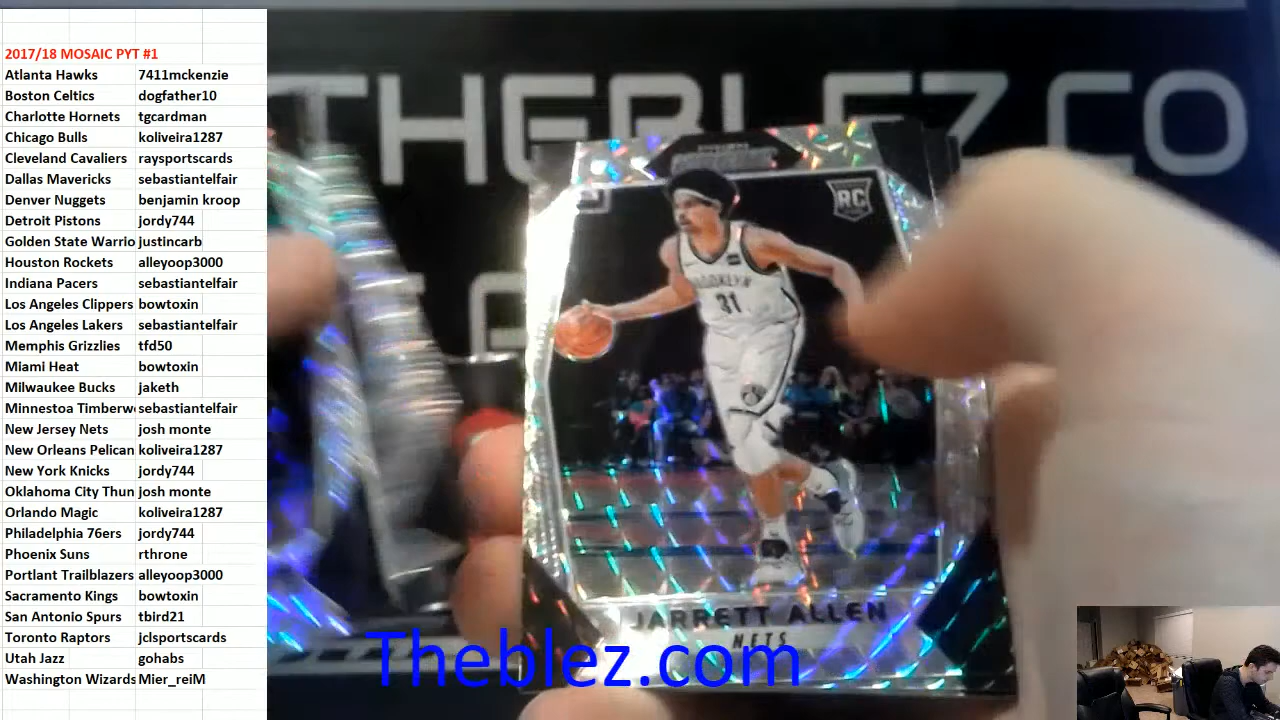 2017/18 MOSAIC PYT #1
Atlanta Hawks 7411mckenzie
Boston Celtics dogfather10
Charlotte Hornets tgcardman
Chicago Bulls koliveira1287
Cleveland Cavaliers raysportscards
Dallas Mavericks sebastiantelfair
Denver Nuggets benjamin kroop
Detroit Pistons jordy744
Golden State Warrio justincarb
Houston Rockets alleyoop3000
Indiana Pacers sebastiantelfair
Los Angeles Clippers bowtoxin
Los Angeles Lakers sebastiantelfair
Memphis Grizzlies tfd50
Miami Heat bowtoxin
Milwaukee Bucks jaketh
Minnestoa Timberwo sebastiantelfair
New Jersey Nets josh monte
New Orleans Pelican koliveira1287
New York Knicks jordy744
Oklahoma City Thun josh monte
Orlando Magic koliveira1287
Philadelphia 76ers jordy744
Phoenix Suns rthrone
Portlant Trailblazers alleyoop3000
Sacramento Kings bowtoxin
San Antonio Spurs tbird21
Toronto Raptors jclsportscards
Utah Jazz gohabs
Washington Wizards Mier_reiM
THEBLEZ.CO
RC
BROOKLYN
31
JARRETT ALLEN
NETS
Theblez.com